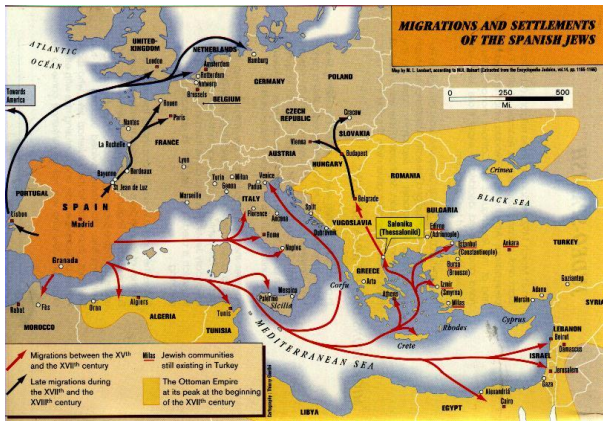 MIGRATIONS AND SETTLEMENTS
OF THE SPANISH JEWS
0 250 500
Mi.
ATLANTIC
OCEAN
UNITED-
KINGDOM
London
NETHERLANDS
Amsterdam
Rotterdam
Antwerp
Brussels
BELGIUM
Hamburg
GERMANY
POLAND
Towards
America
Rouen
Paris
Nantes
FRANCE
La Rochelle
Bordeaux
Bayonne
St Jean de Luz
Lyon
Marseille
CZECH
REPUBLIC
Cracow
SLOVAKIA
Vienna
AUSTRIA
Budapest
HUNGARY
ROMANIA
Crimea
BLACK SEA
PORTUGAL
Lisbon
SPAIN
Madrid
Granada
Turin
Milan
Genoa
Venice
Padua
ITALY
Florence
Ancona
Rome
Naples
Split
Dubrovnik
Belgrade
YUGOSLAVIA
BULGARIA
Salonika
(Thessaloniki)
Edirne
(Adrianople)
Istanbul
(Constantinople)
Bursa
(Brousse)
Ankara
TURKEY
Gaziantep
Adana
Mersin
SYRIA
GREECE
Arta
Athens
Corfu
Izmir
(Smyrna)
Milas
Rhodes
Cyprus
Crete
Messina
Palermo
Sicilia
MEDITERRANEAN SEA
LEBANON
Beirut
Damascus
ISRAEL
Jerusalem
Gaza
Alexandria
Cairo
EGYPT
LIBYA
Rabat
Fès
MOROCCO
Oran
Algiers
ALGERIA
Tunis
TUNISIA
Migrations between the XVth
and the XVIIth century
Late migrations during
the XVIIth and the
XVIIIth century
Milas
Jewish communities
still existing in Turkey
The Ottoman Empire
at its peak at the beginning
of the XVIIth century